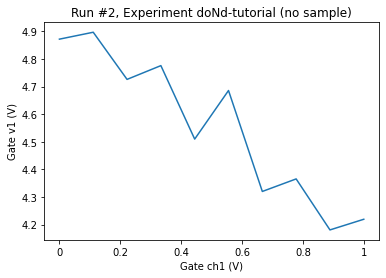 Run #2, Experiment doNd-tutorial (no sample)
4.9
4.8
4.7
4.6
4.5
4.4
4.3
4.2
Gate v1 (V)
0 0.2 0.4 0.6 0.8 1
Gate ch1 (V)